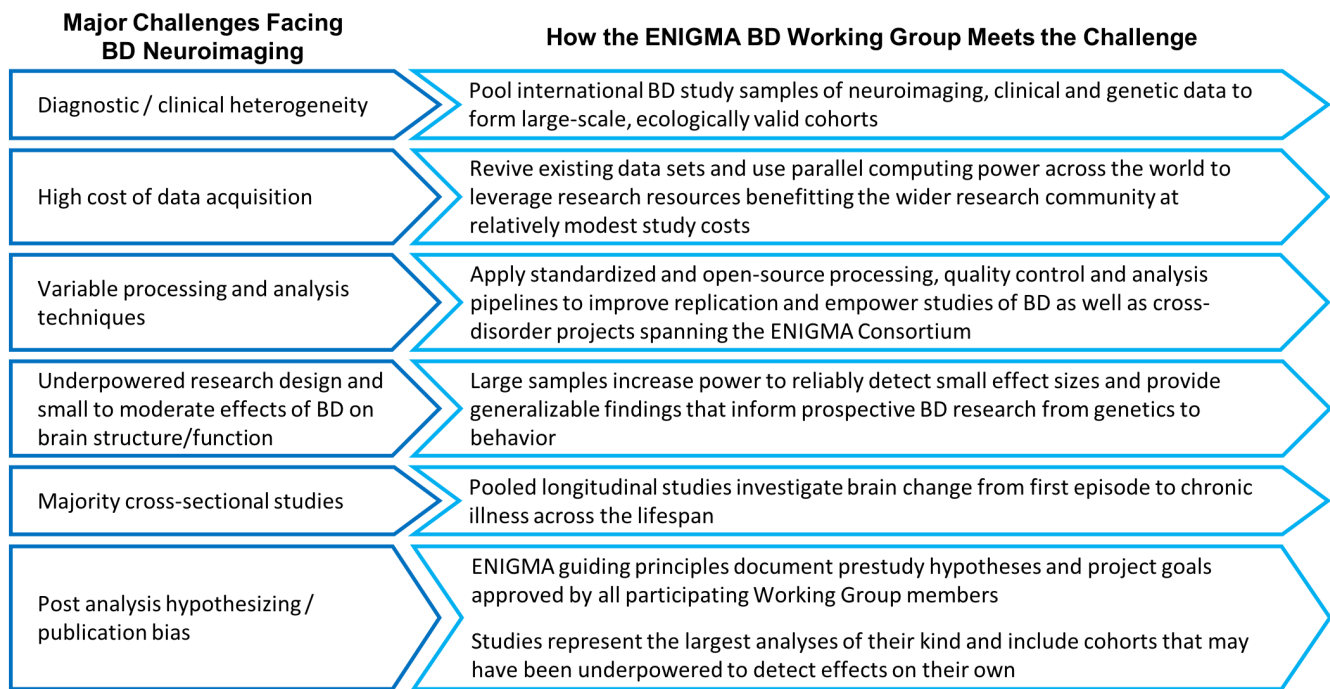 Major Challenges Facing
BD Neuroimaging
How the ENIGMA BD Working Group Meets the Challenge
Diagnostic / clinical heterogeneity
Pool international BD study samples of neuroimaging, clinical and genetic data to
form large-scale, ecologically valid cohorts
High cost of data acquisition
Revive existing data sets and use parallel computing power across the world to
leverage research resources benefitting the wider research community at
relatively modest study costs
Variable processing and analysis
techniques
Apply standardized and open-source processing, quality control and analysis
pipelines to improve replication and empower studies of BD as well as cross-
disorder projects spanning the ENIGMA Consortium
Underpowered research design and
small to moderate effects of BD on
brain structure/function
Large samples increase power to reliably detect small effect sizes and provide
generalizable findings that inform prospective BD research from genetics to
behavior
Majority cross-sectional studies
Pooled longitudinal studies investigate brain change from first episode to chronic
illness across the lifespan
Post analysis hypothesizing /
publication bias
ENIGMA guiding principles document prestudy hypotheses and project goals
approved by all participating Working Group members
Studies represent the largest analyses of their kind and include cohorts that may
have been underpowered to detect effects on their own